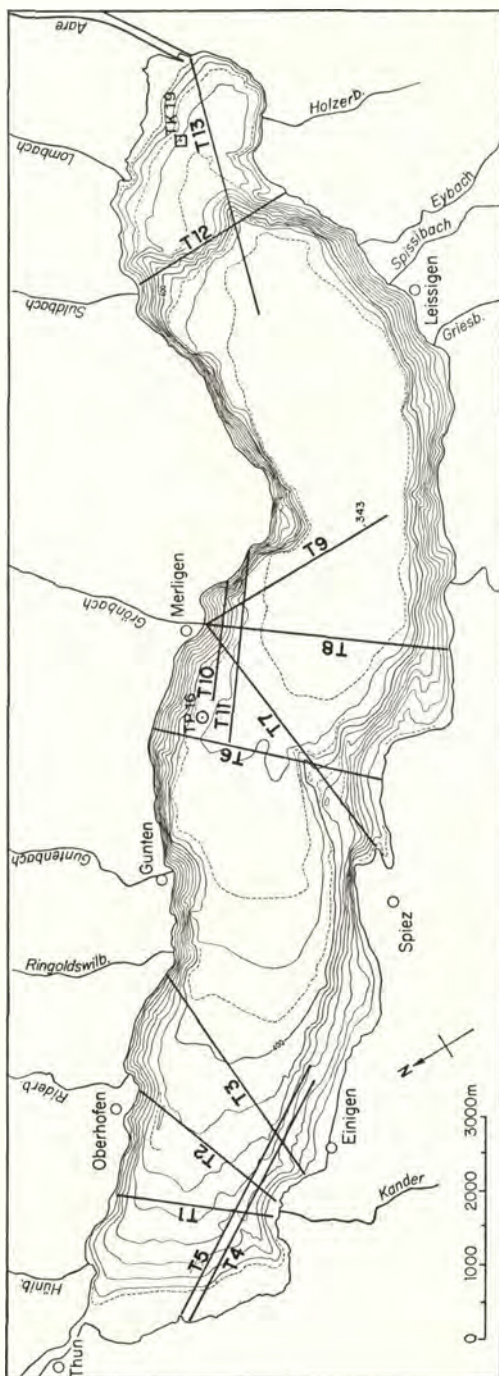 Thun
Hünib.
Oberhofen
Riderb.
Ringoldswilb.
Gunten
Guntenbach
Merligen
Grönbach
Suldbach
Lombach
Aare
TK 19
T13
T12
TP 16
T10
T11
T6
T7
T8
T9
343
T1
T2
T3
T5
T4
Kander
Einigen
Spiez
Griesb.
Leissigen
Spissibach
Eybach
Holzerb.
N
0 1000 2000 3000m